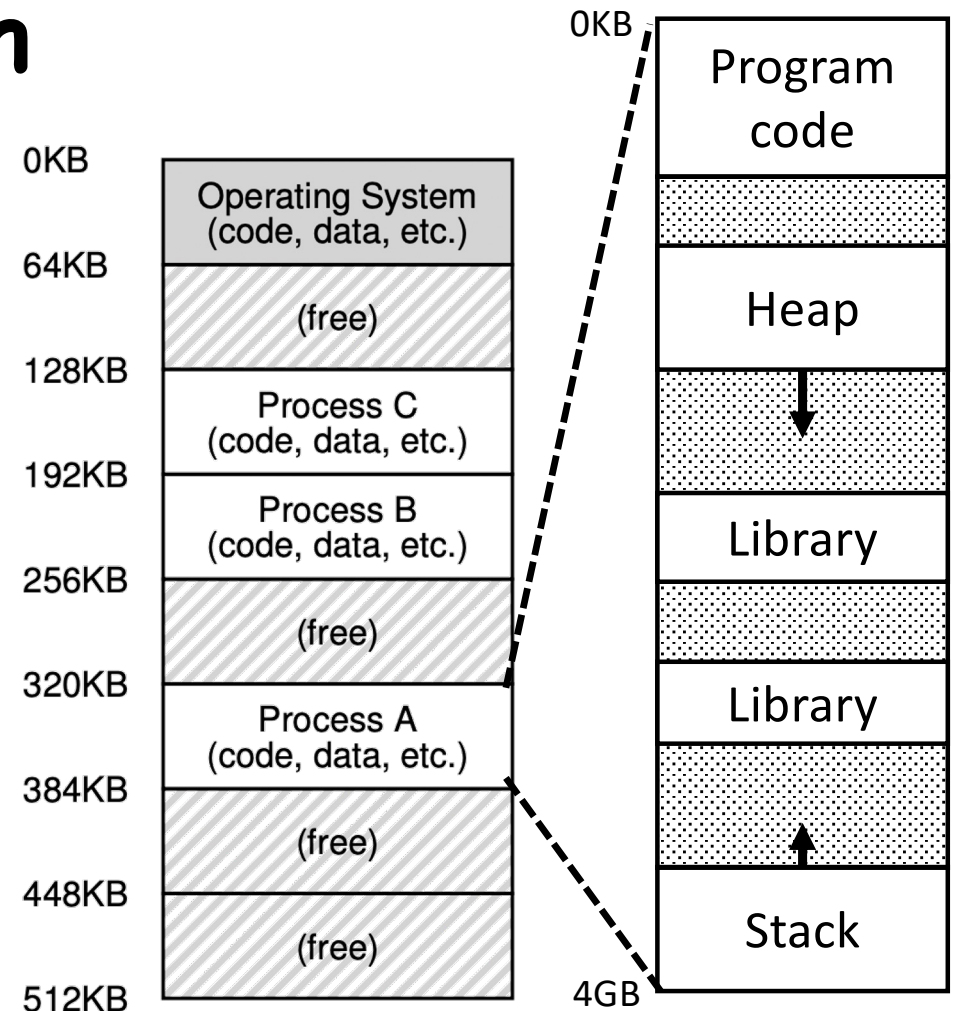 n
0KB
Operating System
(code, data, etc.)
64KB
(free)
128KB
Process C
(code, data, etc.)
192KB
Process B
(code, data, etc.)
256KB
(free)
320KB
Process A
(code, data, etc.)
384KB
(free)
448KB
(free)
512KB
0KB
Program
code
Heap
Library
Library
Stack
4GB